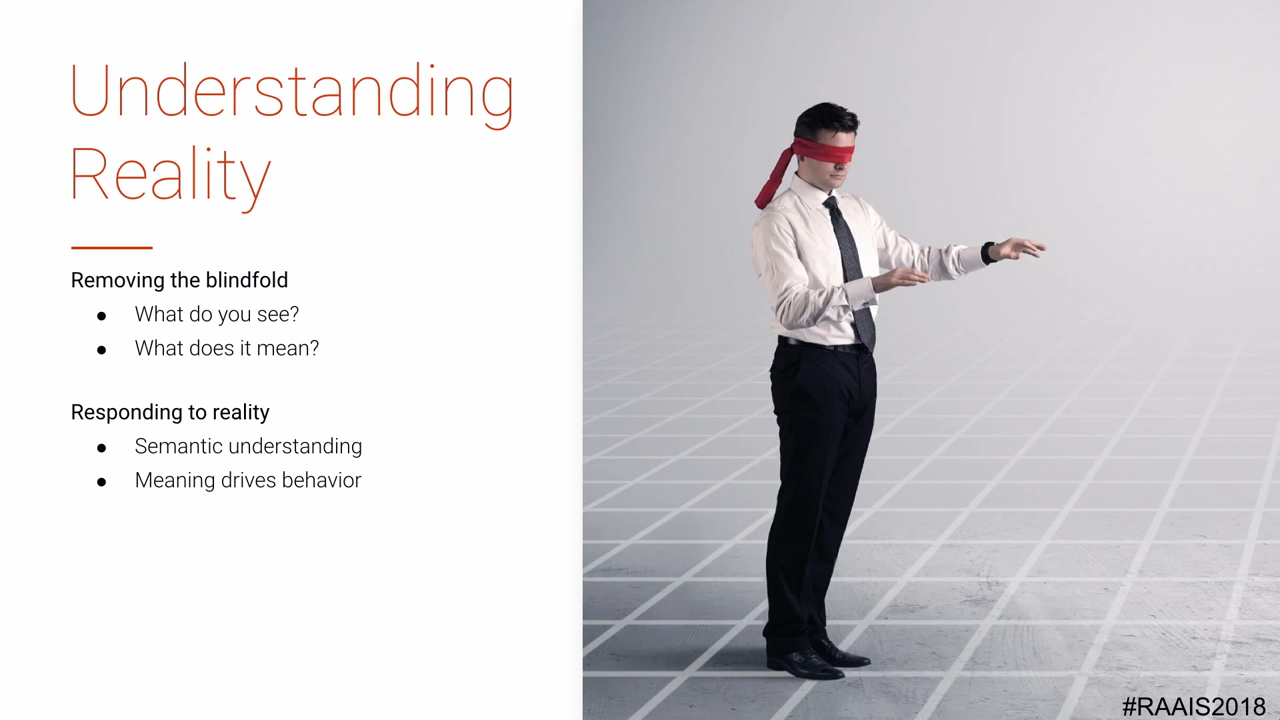 Understanding
Reality
Removing the blindfold
● What do you see?
● What does it mean?
Responding to reality
● Semantic understanding
● Meaning drives behavior
#RAAIS2018